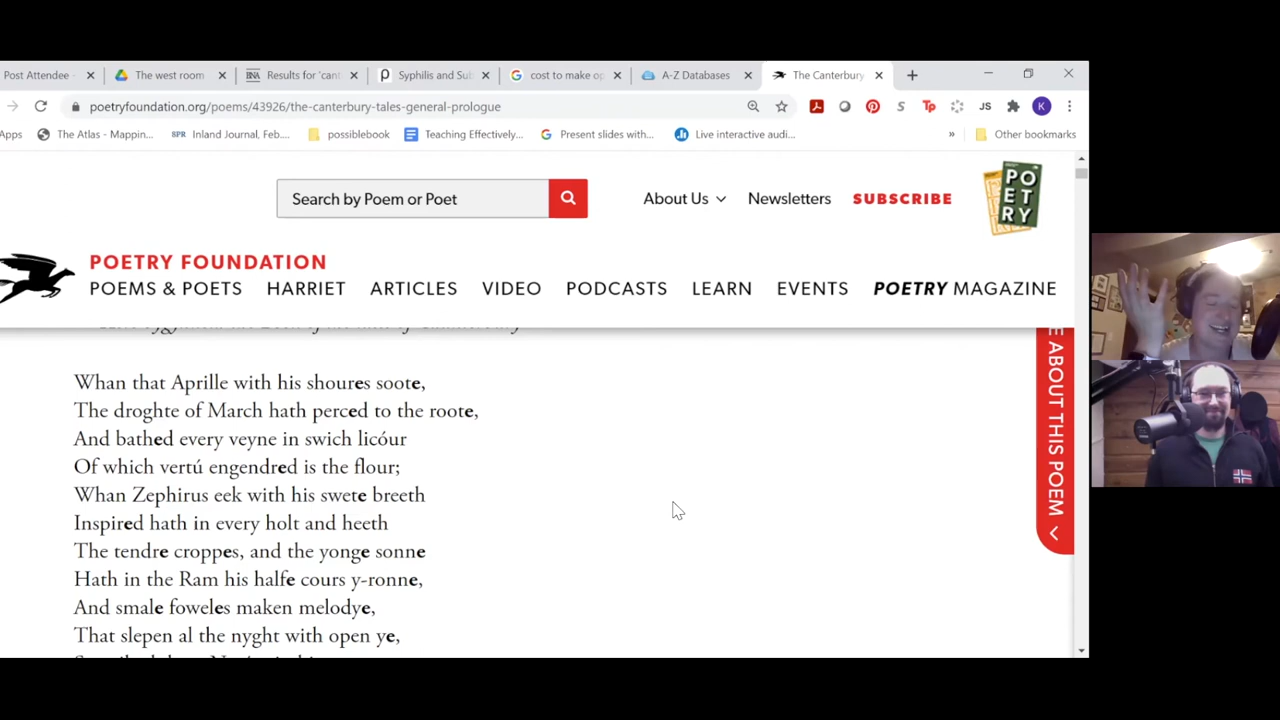 Post Attendee -
The west room
BNA Results for 'cant
Syphilis and Sub
cost to make op
A-Z Databases
The Canterbury
poetryfoundation.org/poems/43926/the-canterbury-tales-general-prologue
JS
K
Apps
The Atlas - Mappin...
SPR Inland Journal, Feb....
possiblebook
Teaching Effectively...
Present slides with...
Live interactive audi...
»
Other bookmarks
Search by Poem or Poet
About Us
Newsletters
SUBSCRIBE
POETRY
POETRY FOUNDATION
POEMS & POETS
HARRIET
ARTICLES
VIDEO
PODCASTS
LEARN
EVENTS
POETRY MAGAZINE
Whan that Aprille with his shoures soote,
The droghte of March hath perced to the roote,
And bathed every veyne in swich licóur
Of which vertú engendred is the flour;
Whan Zephirus eek with his swete breeth
Inspired hath in every holt and heeth
The tendre croppes, and the yonge sonne
Hath in the Ram his halfe cours y-ronne,
And smale foweles maken melodye,
That slepen al the nyght with open ye,
E ABOUT THIS POEM